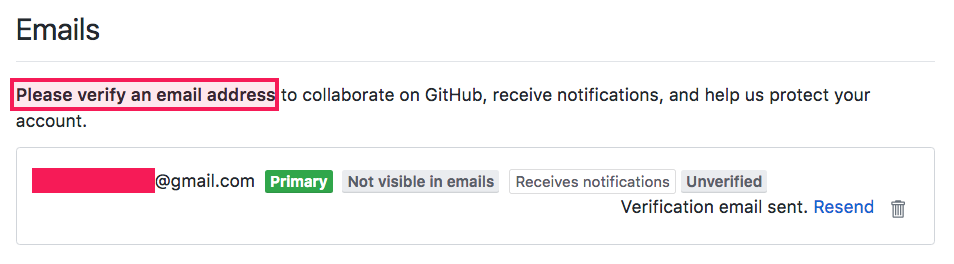 Emails
Please verify an email address to collaborate on GitHub, receive notifications, and help us protect your
account.
@gmail.com Primary Not visible in emails Receives notifications Unverified
Verification email sent. Resend